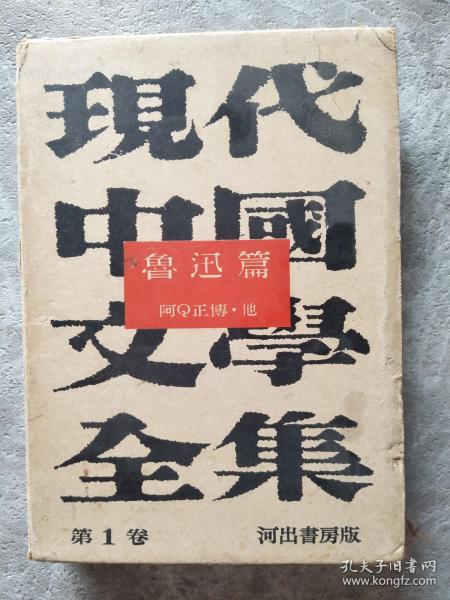 現代
中國
魯迅篇
阿Q正傳・他
文學
全集
第1卷
河出書房版
孔夫子旧书网
www.kongfz.com